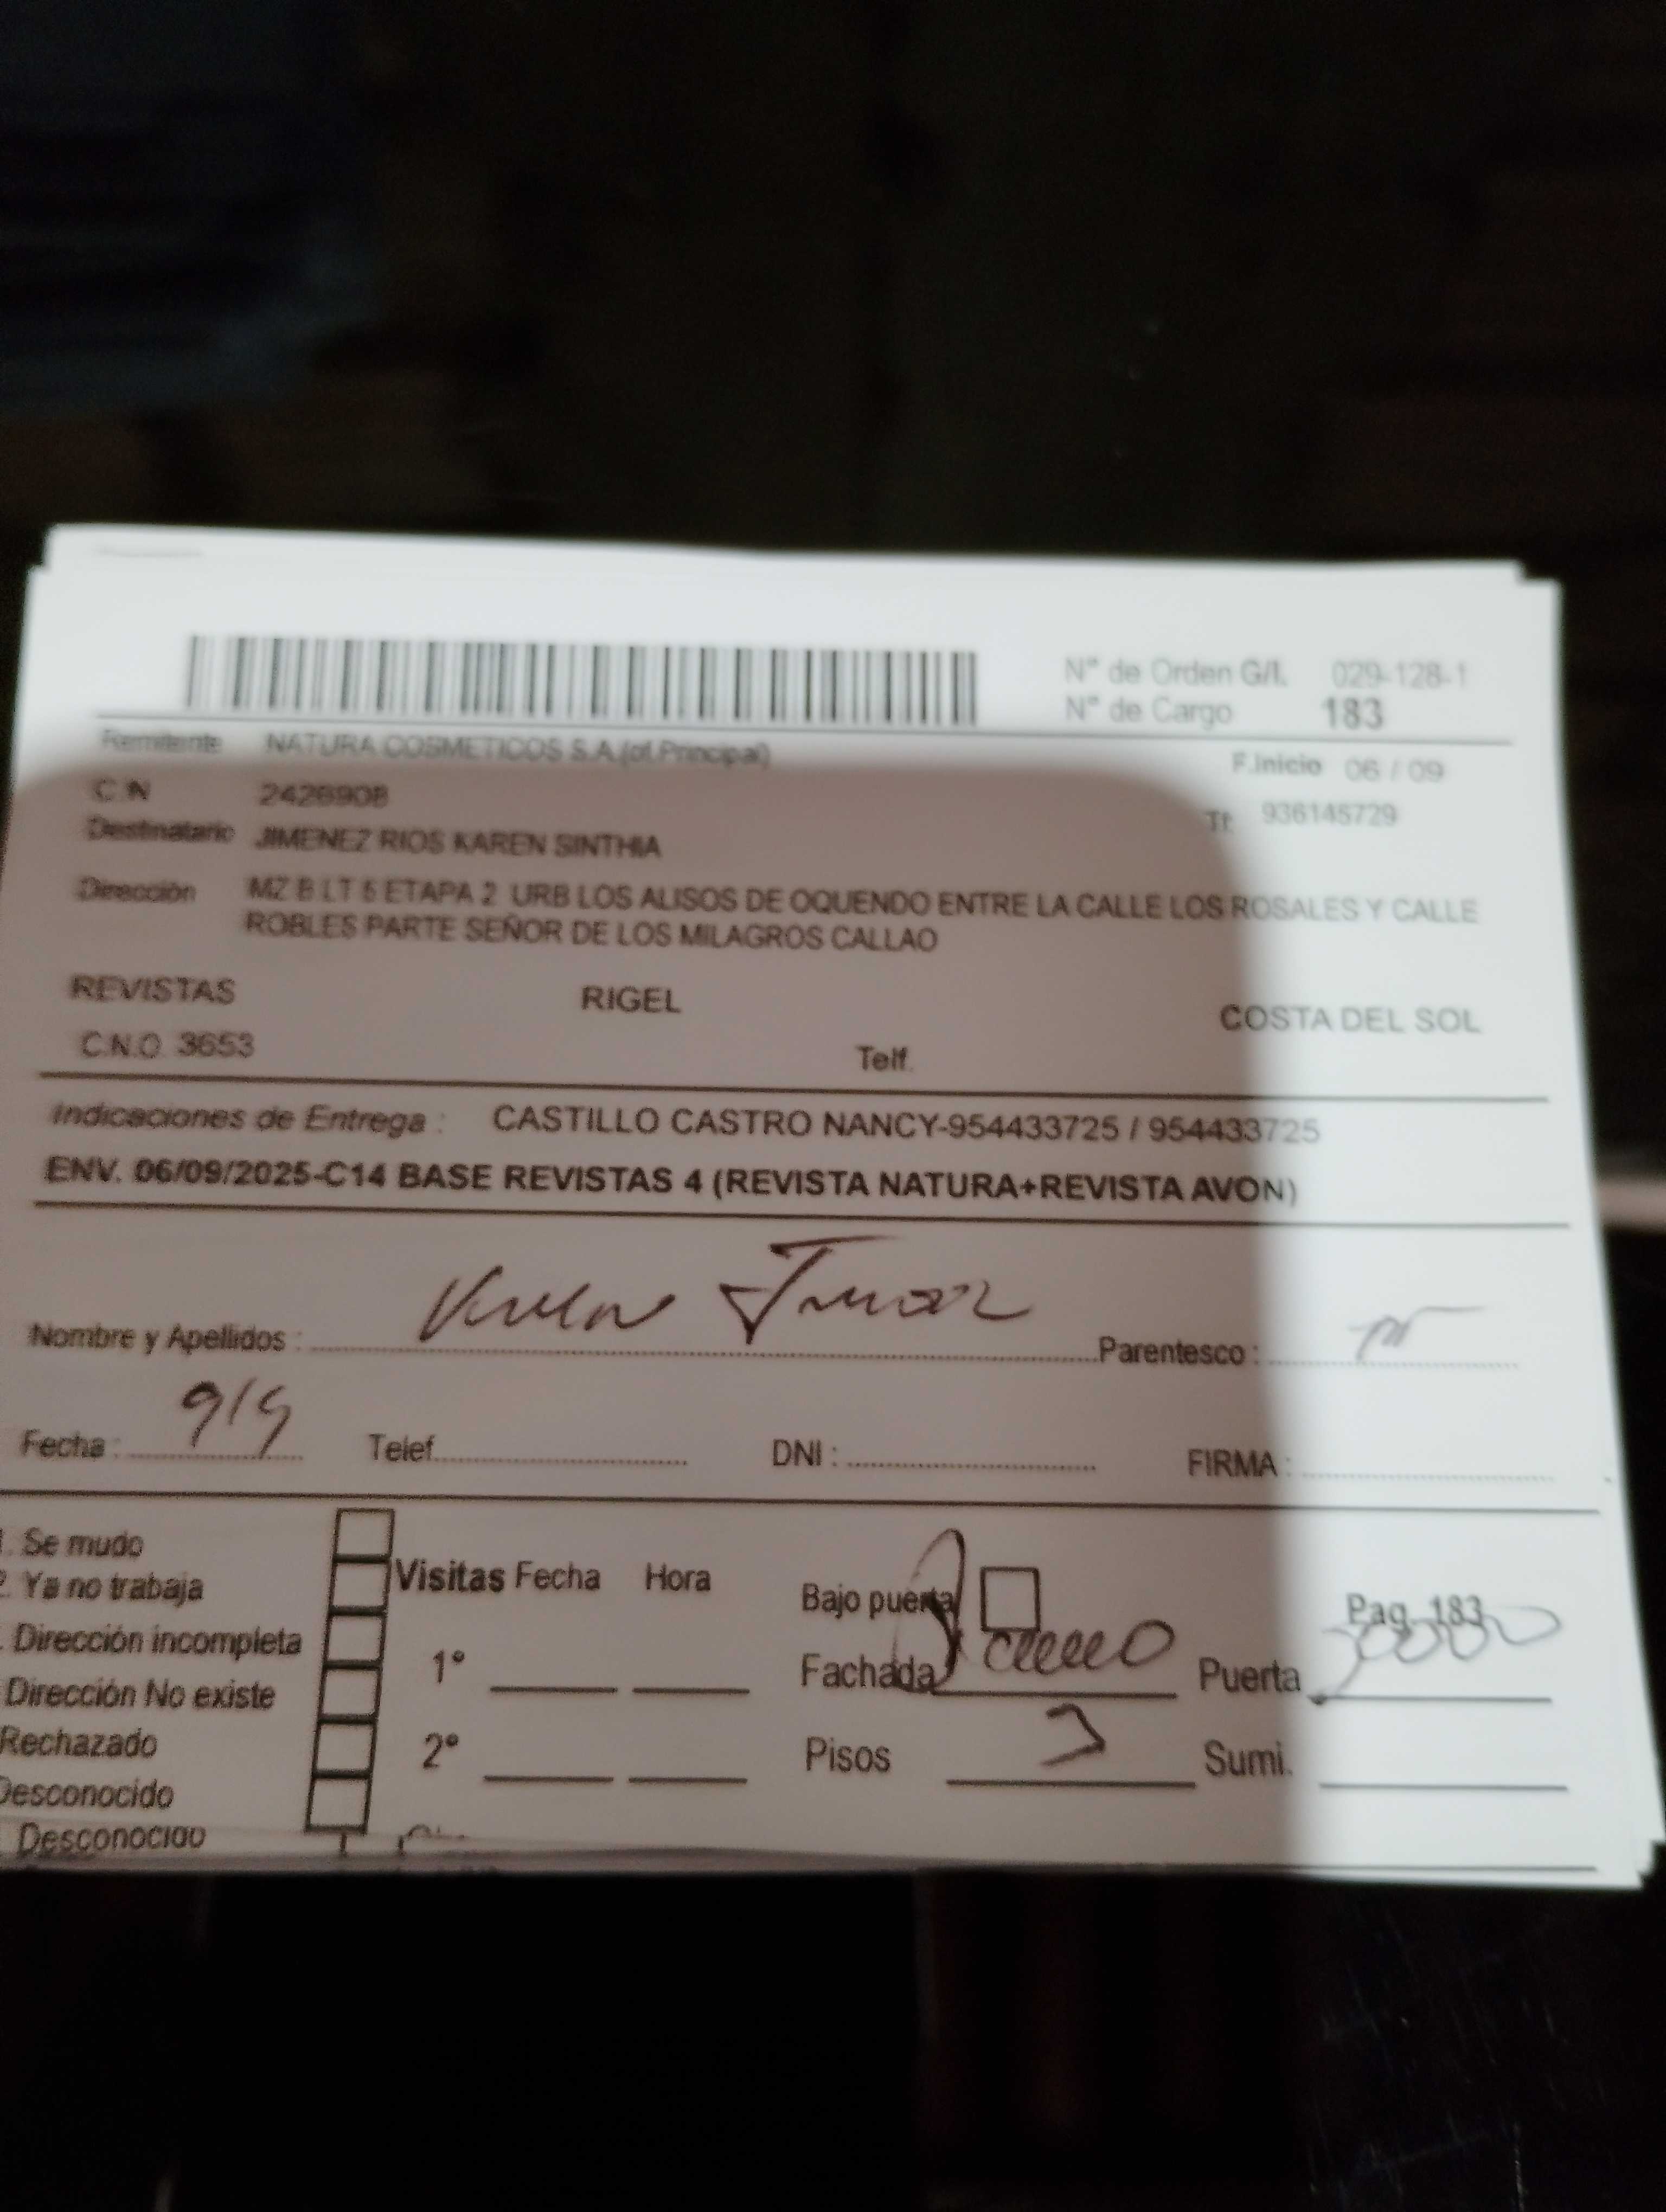 N° de Orden G/I. 029-128-1
N° de Cargo 183
Remitente NATURA COSMETICOS S.A.(of.Principal)
F.Inicio 06 / 09
C.N 2426908
Tf: 936145729
Destinatario JIMENEZ RIOS KAREN SINTHIA
Dirección MZ B LT 6 ETAPA 2 URB LOS ALISOS DE OQUENDO ENTRE LA CALLE LOS ROSALES Y CALLE
ROBLES PARTE SEÑOR DE LOS MILAGROS CALLAO
REVISTAS RIGEL COSTA DEL SOL
C.N.O. 3653 Telf.
Indicaciones de Entrega : CASTILLO CASTRO NANCY-954433725 / 954433725
ENV. 06/09/2025-C14 BASE REVISTAS 4 (REVISTA NATURA+REVISTA AVON)
Nombre y Apellidos : Parentesco :
Fecha : 9/9 Telef. DNI : FIRMA :
. Se mudo
. Ya no trabaja
. Dirección incompleta
Dirección No existe
Rechazado
Desconocido
Desconocido
Visitas Fecha Hora
1°
2°
Bajo puerta
Pag. 183
Fachada Puerta
Pisos Sumi.